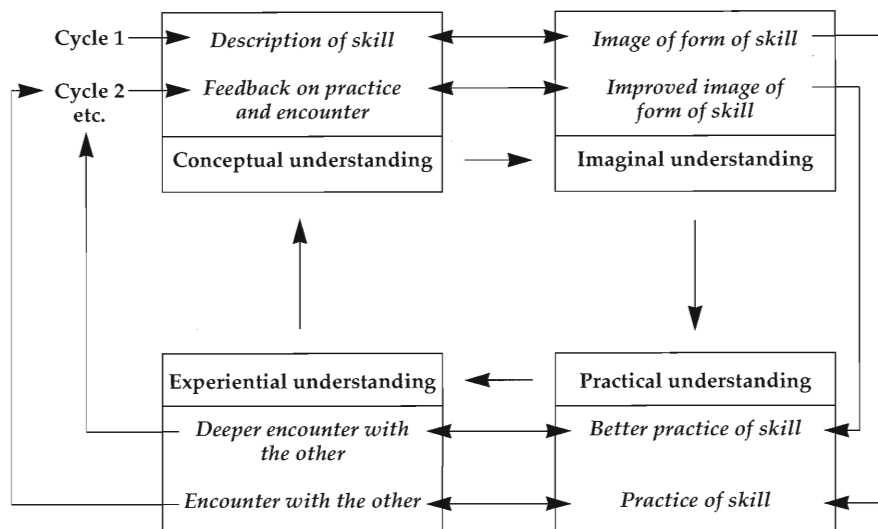 Cycle 1
Description of skill
Image of form of skill
Cycle 2
etc.
Feedback on practice
and encounter
Improved image of
form of skill
Conceptual understanding
Imaginal understanding
Experiential understanding
Practical understanding
Deeper encounter with
the other
Better practice of skill
Encounter with the other
Practice of skill